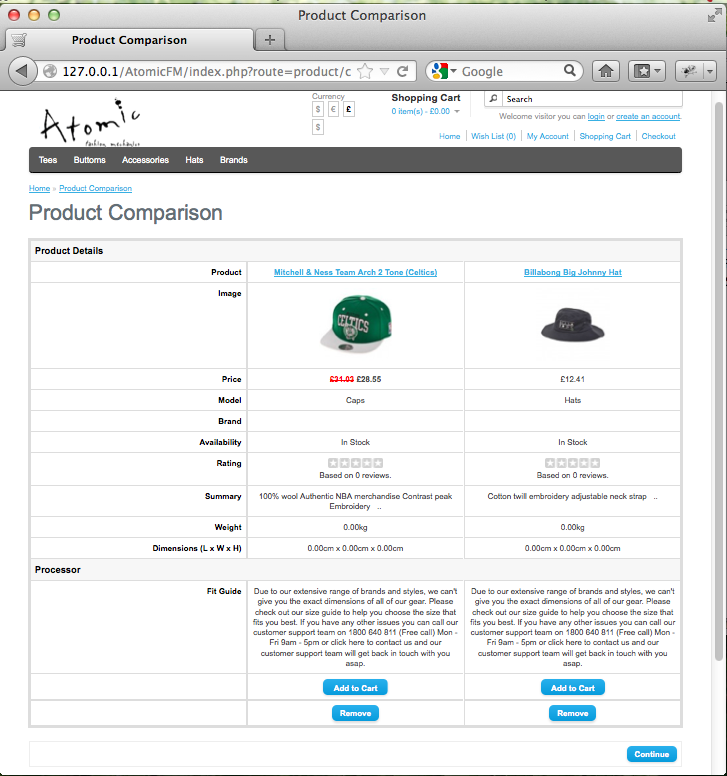 Product Comparison
Product Comparison
127.0.0.1/AtomicFM/index.php?route=product/c
Google
Atomic
fashion mechanics
Currency
$ € £
$
Shopping Cart
0 item(s) - £0.00
Search
Welcome visitor you can login or create an account.
Home Wish List (0) My Account Shopping Cart Checkout
Tees Buttoms Accessories Hats Brands
Home » Product Comparison
Product Comparison
Product Details
Product Mitchell & Ness Team Arch 2 Tone (Celtics) Billabong Big Johnny Hat
Image
CELTICS
Price £31.03 £28.55 £12.41
Model Caps Hats
Brand
Availability In Stock In Stock
Rating
Based on 0 reviews. Based on 0 reviews.
Summary 100% wool Authentic NBA merchandise Contrast peak Cotton twill embroidery adjustable neck strap ..
Embroidery ..
Weight 0.00kg 0.00kg
Dimensions (L x W x H) 0.00cm x 0.00cm x 0.00cm 0.00cm x 0.00cm x 0.00cm
Processor
Fit Guide
Due to our extensive range of brands and styles, we can't
give you the exact dimensions of all of our gear. Please
check out our size guide to help you choose the size that
fits you best. If you have any other issues you can call our
customer support team on 1800 640 811 (Free call) Mon -
Fri 9am - 5pm or click here to contact us and our
customer support team will get back in touch with you
asap.
Due to our extensive range of brands and styles, we can't
give you the exact dimensions of all of our gear. Please
check out our size guide to help you choose the size that
fits you best. If you have any other issues you can call our
customer support team on 1800 640 811 (Free call) Mon -
Fri 9am - 5pm or click here to contact us and our
customer support team will get back in touch with you
asap.
Add to Cart Add to Cart
Remove Remove
Continue